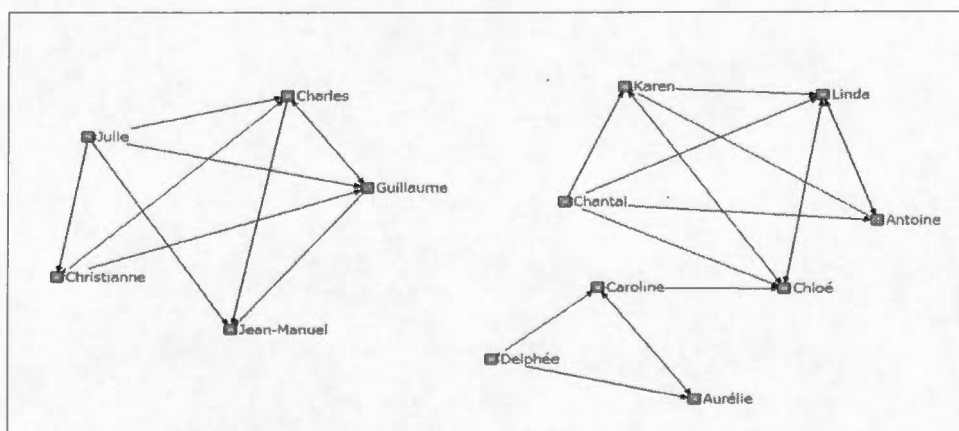 Charles
Julie
Guillaume
Christianne
Jean-Manuel
Karen
Linda
Chantal
Antoine
Caroline
Chloé
Delphée
Aurélie